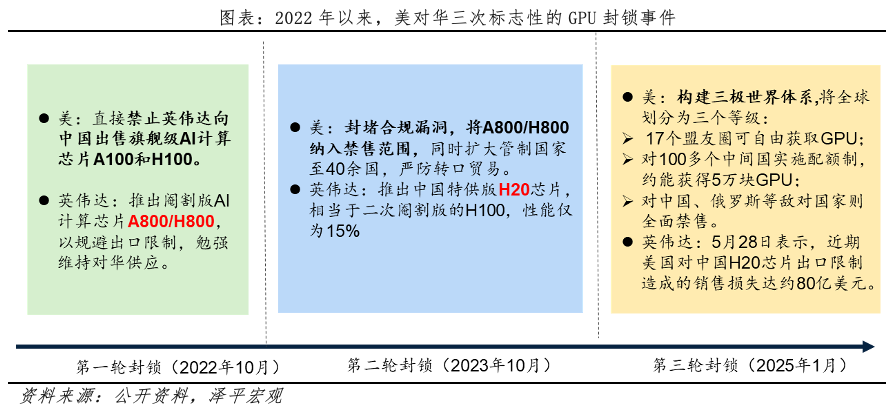 图表：2022年以来，美对华三次标志性的GPU封锁事件
● 美：直接禁止英伟达向
中国出售旗舰级AI计算
芯片A100和H100。
● 英伟达：推出阉割版AI
计算芯片A800/H800，
以规避出口限制，勉强
维持对华供应。
● 美：封堵合规漏洞，将A800/H800
纳入禁售范围，同时扩大管制国家
至40余国，严防转口贸易。
● 英伟达：推出中国特供版H20芯片，
相当于二次阉割版的H100，性能仅
为15%
● 美：构建三极世界体系,将全球
划分为三个等级：
➢ 17个盟友圈可自由获取GPU；
➢ 对100多个中间国实施配额制，
约能获得5万块GPU；
➢ 对中国、俄罗斯等敌对国家则
全面禁售。
● 英伟达：5月28日表示，近期
美国对中国H20芯片出口限制
造成的销售损失达约80亿美元。
第一轮封锁（2022年10月）
第二轮封锁（2023年10月）
第三轮封锁（2025年1月）
资料来源：公开资料，泽平宏观